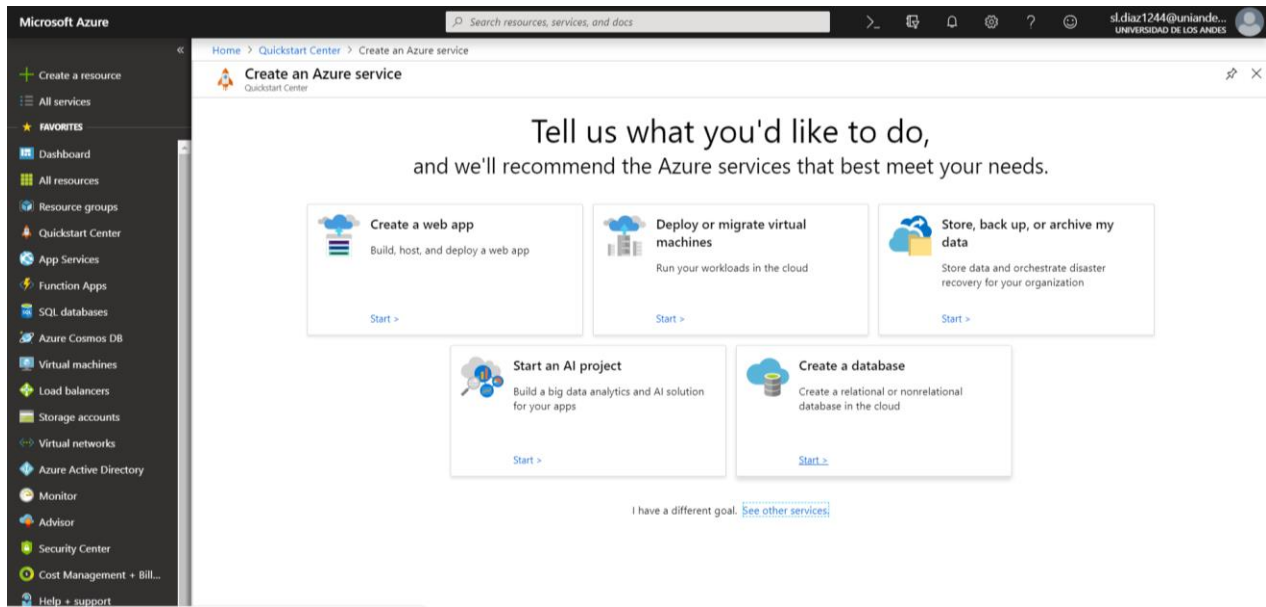 Microsoft Azure
Search resources, services, and docs
sl.diaz1244@uniande...
UNIVERSIDAD DE LOS ANDES
Home > Quickstart Center > Create an Azure service
Create an Azure service
Quickstart Center
Create a resource
All services
FAVORITES
Dashboard
All resources
Resource groups
Quickstart Center
App Services
Function Apps
SQL databases
Azure Cosmos DB
Virtual machines
Load balancers
Storage accounts
Virtual networks
Azure Active Directory
Monitor
Advisor
Security Center
Cost Management + Bill...
Help + support
Tell us what you'd like to do,
and we'll recommend the Azure services that best meet your needs.
Create a web app
Build, host, and deploy a web app
Start >
Deploy or migrate virtual
machines
Run your workloads in the cloud
Start >
Store, back up, or archive my
data
Store data and orchestrate disaster
recovery for your organization
Start >
Start an AI project
Build a big data analytics and AI solution
for your apps
Start >
Create a database
Create a relational or nonrelational
database in the cloud
Start >
I have a different goal. See other services.